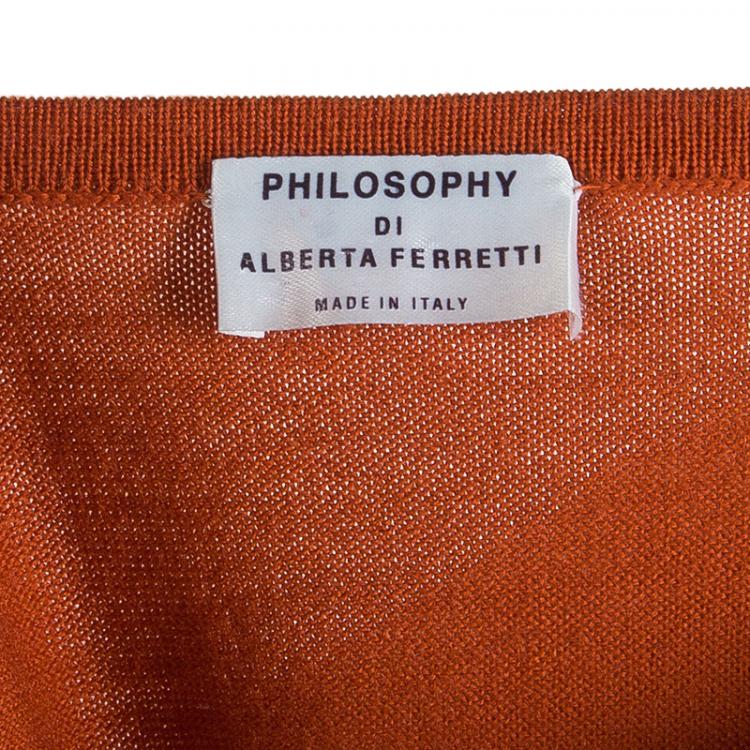 PHILOSOPHY
DI
ALBERTA FERRETTI
MADE IN ITALY